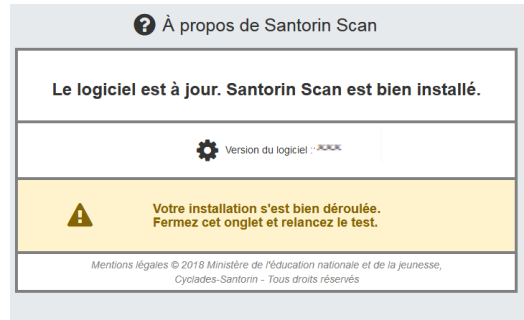 À propos de Santorin Scan
Le logiciel est à jour. Santorin Scan est bien installé.
Version du logiciel :
Votre installation s'est bien déroulée.
Fermez cet onglet et relancez le test.
Mentions légales © 2018 Ministère de l'éducation nationale et de la jeunesse,
Cyclades-Santorin - Tous droits réservés